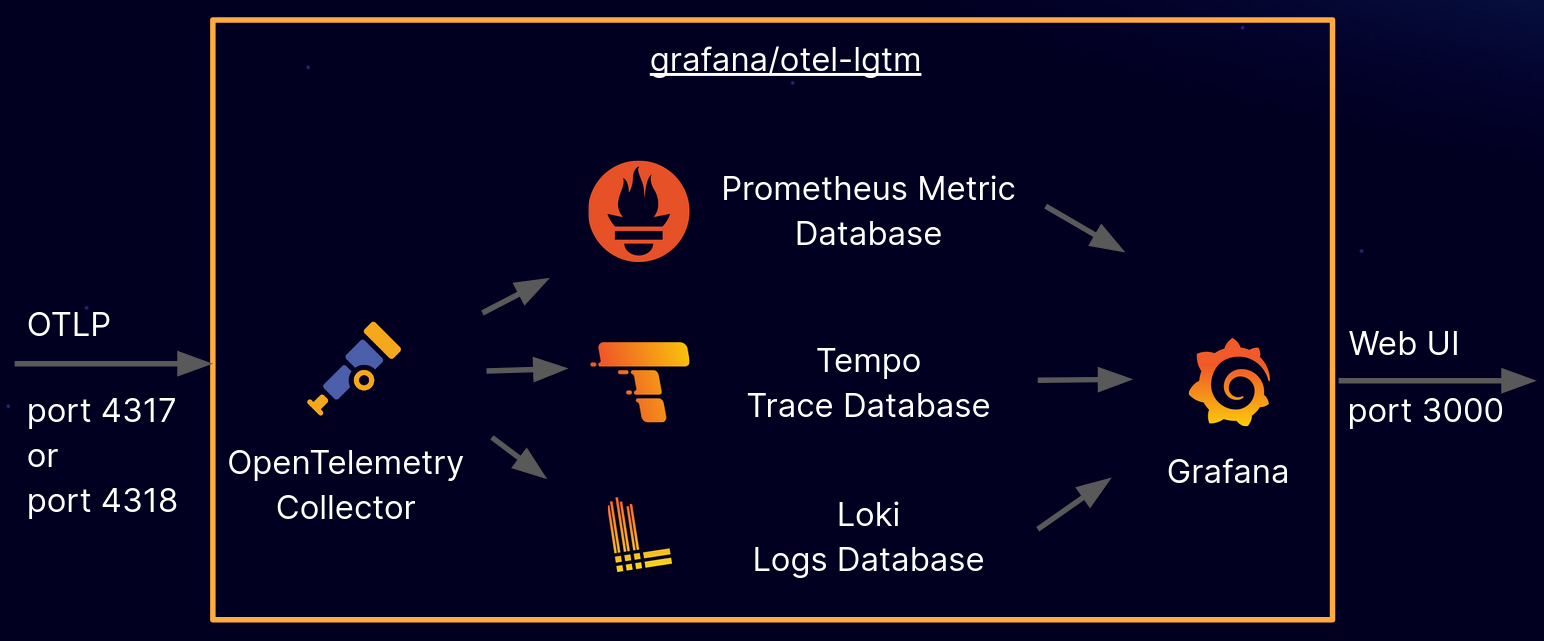 grafana/otel-lgtm
Prometheus Metric
Database
OTLP
port 4317
or
port 4318
OpenTelemetry
Collector
Tempo
Trace Database
Loki
Logs Database
Grafana
Web UI
port 3000